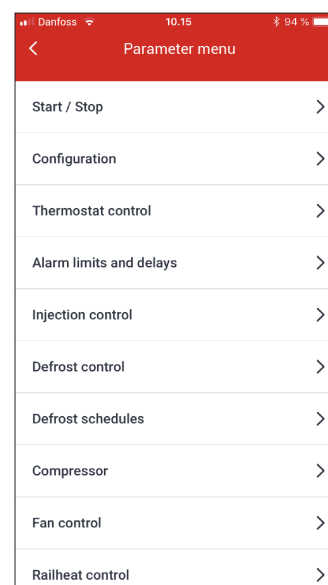 Danfoss 10.15 94 %
Parameter menu
Start / Stop
Configuration
Thermostat control
Alarm limits and delays
Injection control
Defrost control
Defrost schedules
Compressor
Fan control
Railheat control